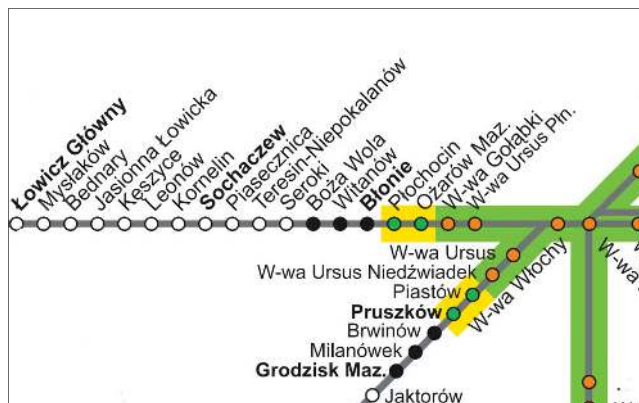 Łowicz Główny
Mysłaków
Bednary
Jasionna Łowicka
Kęszyce
Leonów
Kornelin
Sochaczew
Piasecznica
Teresin-Niepokalanów
Seroki
Boża Wola
Witanów
Błonie
Płochocin
Ożarów Maz.
W-wa Gołąbki
W-wa Ursus Płn.
W-wa Ursus
W-wa Ursus Niedźwiadek
W-wa Włochy
Piastów
Pruszków
Brwinów
Milanówek
Grodzisk Maz.
Jaktorów